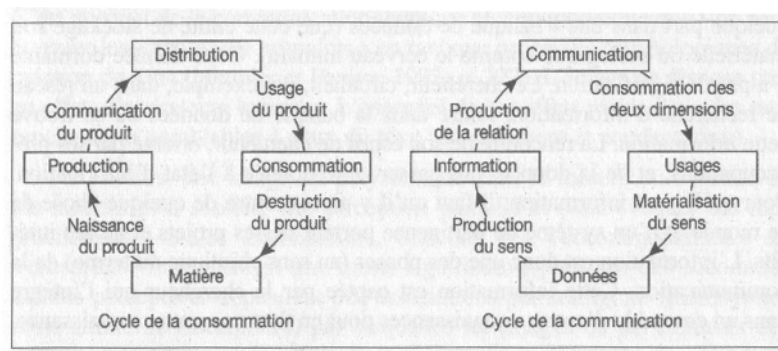 Distribution
Communication
Usage
du produit
Consommation des
deux dimensions
Communication
du produit
Production
de la relation
Production
Consommation
Information
Usages
Naissance
du produit
Destruction
du produit
Production
du sens
Matérialisation
du sens
Matière
Données
Cycle de la consommation
Cycle de la communication